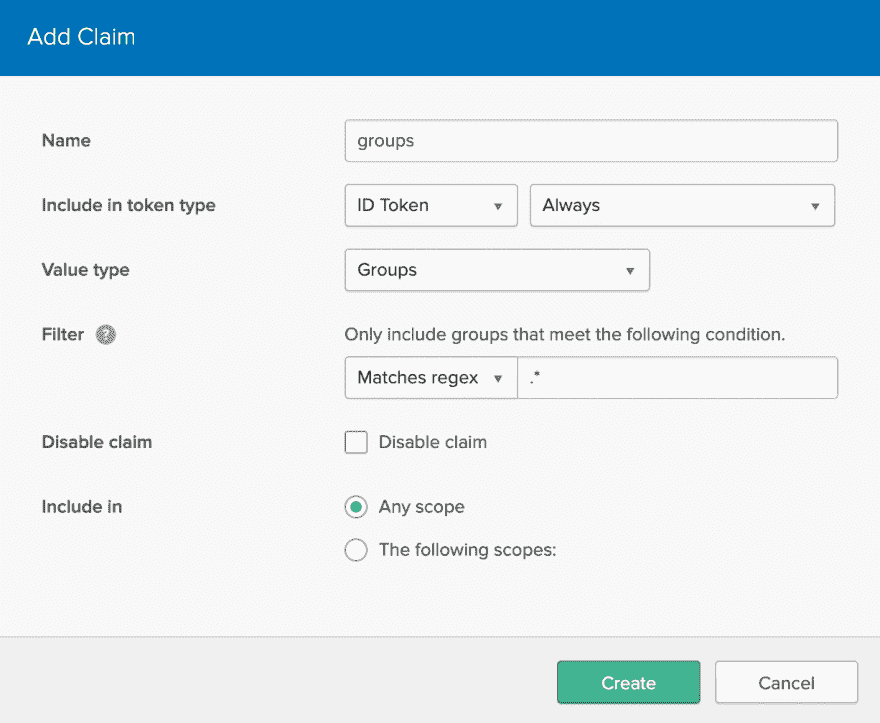 Add Claim
Name groups
Include in token type ID Token Always
Value type Groups
Filter ? Only include groups that meet the following condition.
Matches regex .*
Disable claim Disable claim
Include in Any scope
The following scopes:
Create Cancel